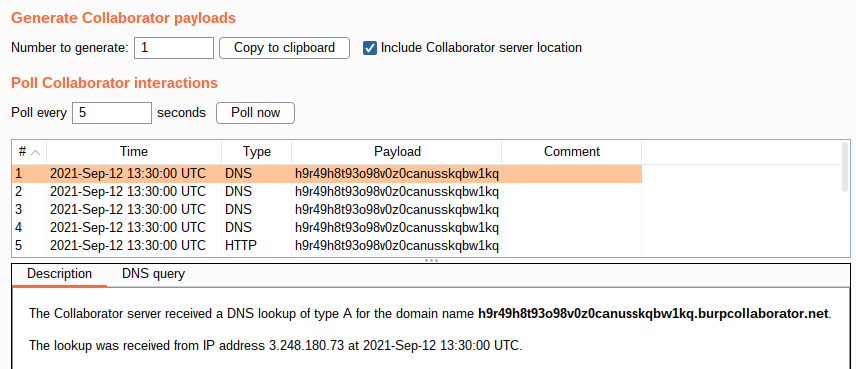 Generate Collaborator payloads
Number to generate: 1 Copy to clipboard Include Collaborator server location
Poll Collaborator interactions
Poll every 5 seconds Poll now
# Time Type Payload Comment
1 2021-Sep-12 13:30:00 UTC DNS h9r49h8t93o98v0z0canusskqbw1kq
2 2021-Sep-12 13:30:00 UTC DNS h9r49h8t93o98v0z0canusskqbw1kq
3 2021-Sep-12 13:30:00 UTC DNS h9r49h8t93o98v0z0canusskqbw1kq
4 2021-Sep-12 13:30:00 UTC DNS h9r49h8t93o98v0z0canusskqbw1kq
5 2021-Sep-12 13:30:00 UTC HTTP h9r49h8t93o98v0z0canusskqbw1kq
Description DNS query
The Collaborator server received a DNS lookup of type A for the domain name h9r49h8t93o98v0z0canusskqbw1kq.burpcollaborator.net.
The lookup was received from IP address 3.248.180.73 at 2021-Sep-12 13:30:00 UTC.